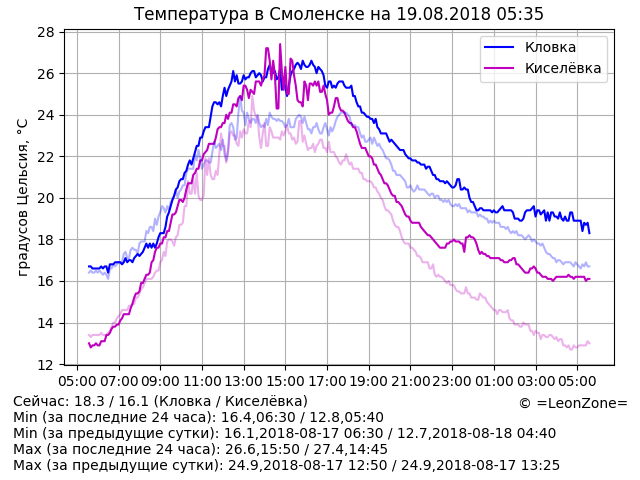 Температура в Смоленске на 19.08.2018 05:35
градусов Цельсия, °C
28
26
24
22
20
18
16
14
12
Кловка
Киселёвка
05:00 07:00 09:00 11:00 13:00 15:00 17:00 19:00 21:00 23:00 01:00 03:00 05:00
Сейчас: 18.3 / 16.1 (Кловка / Киселёвка)
© =LeonZone=
Min (за последние 24 часа): 16.4,06:30 / 12.8,05:40
Min (за предыдущие сутки): 16.1,2018-08-17 06:30 / 12.7,2018-08-18 04:40
Max (за последние 24 часа): 26.6,15:50 / 27.4,14:45
Max (за предыдущие сутки): 24.9,2018-08-17 12:50 / 24.9,2018-08-17 13:25